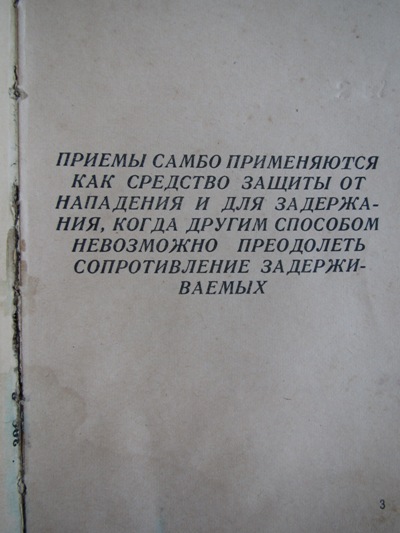 ПРИЕМЫ САМБО ПРИМЕНЯЮТСЯ
КАК СРЕДСТВО ЗАЩИТЫ ОТ
НАПАДЕНИЯ И ДЛЯ ЗАДЕРЖА-
НИЯ, КОГДА ДРУГИМ СПОСОБОМ
НЕВОЗМОЖНО ПРЕОДОЛЕТЬ
СОПРОТИВЛЕНИЕ ЗАДЕРЖИ-
ВАЕМЫХ
3